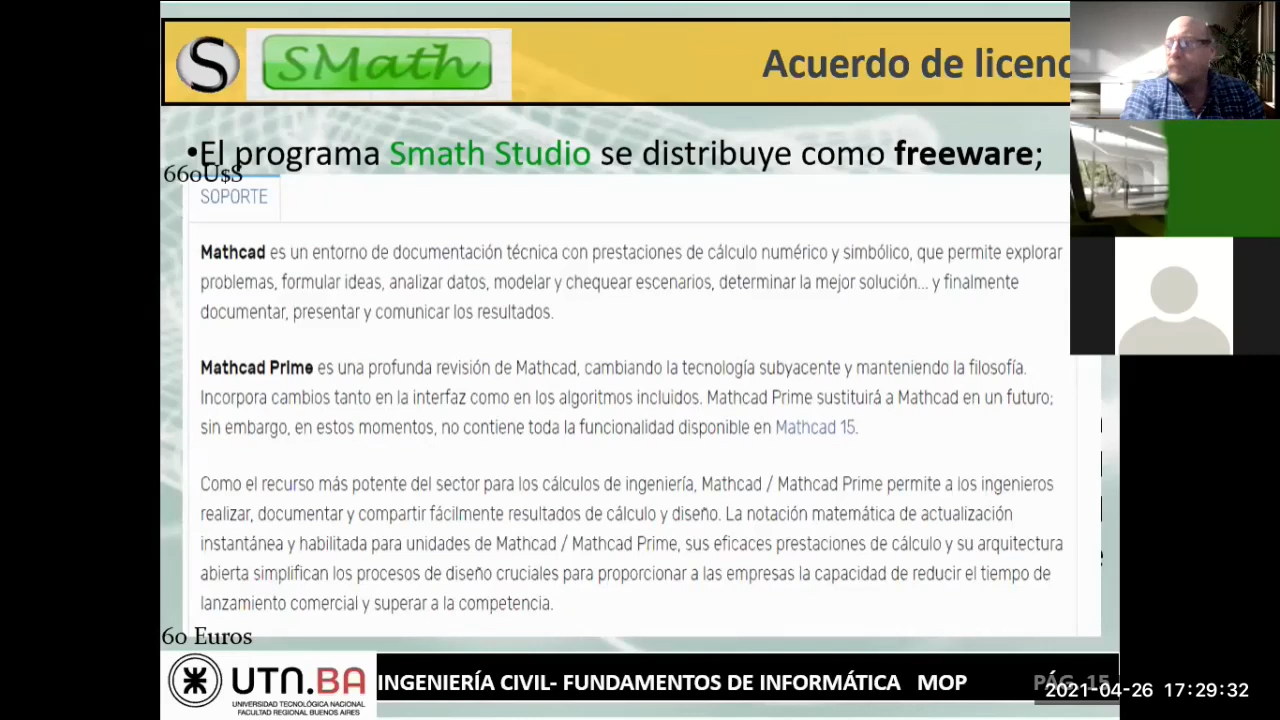 S
SMath
Acuerdo de licenc
•El programa Smath Studio se distribuye como freeware;
660U$S
SOPORTE
Mathcad es un entorno de documentación técnica con prestaciones de cálculo numérico y simbólico, que permite explorar
problemas, formular ideas, analizar datos, modelar y chequear escenarios, determinar la mejor solución... y finalmente
documentar, presentar y comunicar los resultados.
Mathcad Prime es una profunda revisión de Mathcad, cambiando la tecnología subyacente y manteniendo la filosofía.
Incorpora cambios tanto en la interfaz como en los algoritmos incluidos. Mathcad Prime sustituirá a Mathcad en un futuro;
sin embargo, en estos momentos, no contiene toda la funcionalidad disponible en Mathcad 15.
Como el recurso más potente del sector para los cálculos de ingeniería, Mathcad / Mathcad Prime permite a los ingenieros
realizar, documentar y compartir fácilmente resultados de cálculo y diseño. La notación matemática de actualización
instantánea y habilitada para unidades de Mathcad / Mathcad Prime, sus eficaces prestaciones de cálculo y su arquitectura
abierta simplifican los procesos de diseño cruciales para proporcionar a las empresas la capacidad de reducir el tiempo de
lanzamiento comercial y superar a la competencia.
60 Euros
UTN.BA
UNIVERSIDAD TECNOLÓGICA NACIONAL
FACULTAD REGIONAL BUENOS AIRES
INGENIERÍA CIVIL- FUNDAMENTOS DE INFORMÁTICA MOP
PÁG. 15
2021-04-26 17:29:32